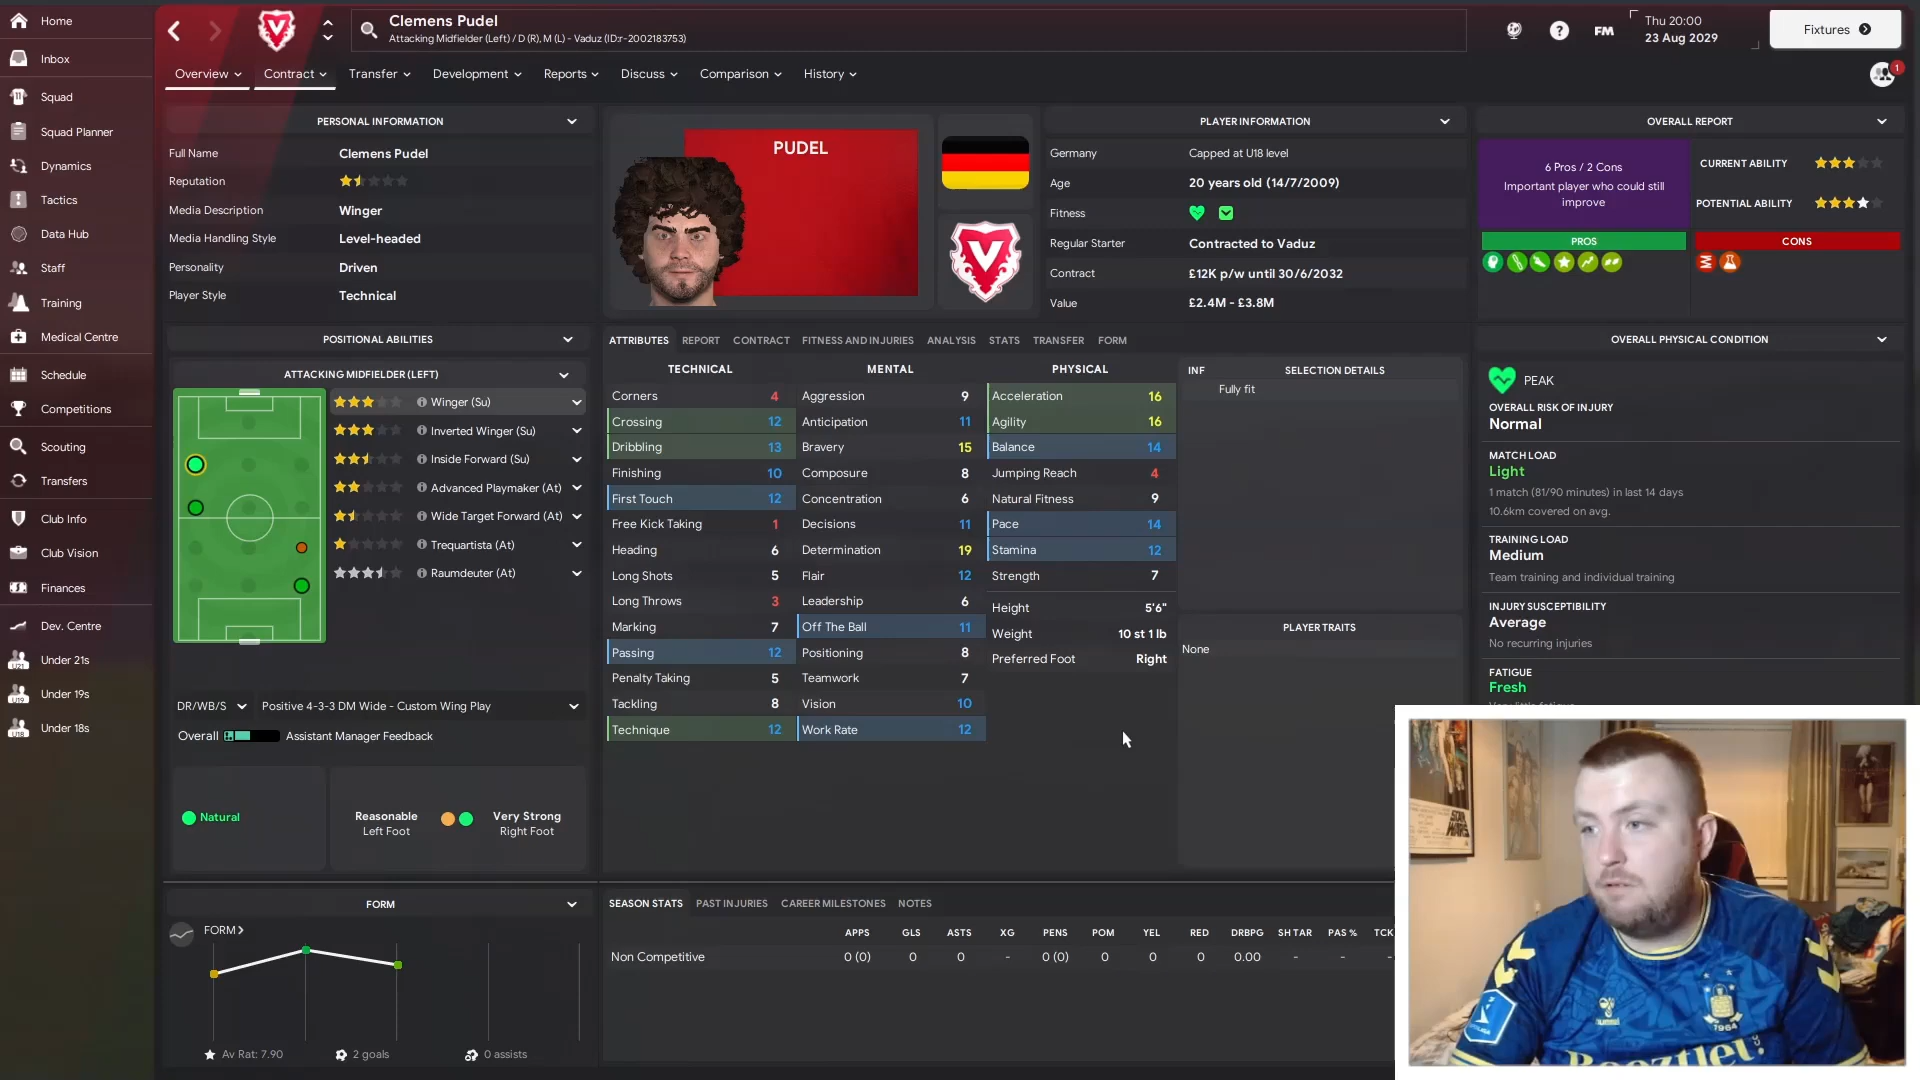 Home
Inbox
Squad
Squad Planner
Dynamics
Tactics
Data Hub
Staff
Training
Medical Centre
Schedule
Competitions
Scouting
Transfers
Club Info
Club Vision
Finances
Dev. Centre
Under 21s
Under 19s
Under 18s
Clemens Pudel
Attacking Midfielder (Left) / D (R), M (L) - Vaduz (ID:r-2002183753)
FM
Thu 20:00
23 Aug 2029
Fixtures
1
Overview
Contract
Transfer
Development
Reports
Discuss
Comparison
History
PERSONAL INFORMATION
Full Name Clemens Pudel
Reputation
Media Description Winger
Media Handling Style Level-headed
Personality Driven
Player Style Technical
PUDEL
V
PLAYER INFORMATION
Germany Capped at U18 level
Age 20 years old (14/7/2009)
Fitness
Regular Starter Contracted to Vaduz
Contract £12K p/w until 30/6/2032
Value £2.4M - £3.8M
OVERALL REPORT
6 Pros / 2 Cons
Important player who could still
improve
CURRENT ABILITY
POTENTIAL ABILITY
PROS
CONS
POSITIONAL ABILITIES
ATTACKING MIDFIELDER (LEFT)
Winger (Su)
Inverted Winger (Su)
Inside Forward (Su)
Advanced Playmaker (At)
Wide Target Forward (At)
Trequartista (At)
Raumdeuter (At)
DR/WB/S
Positive 4-3-3 DM Wide - Custom Wing Play
Overall
Assistant Manager Feedback
Natural
Reasonable
Left Foot
Very Strong
Right Foot
ATTRIBUTES
REPORT
CONTRACT
FITNESS AND INJURIES
ANALYSIS
STATS
TRANSFER
FORM
TECHNICAL
Corners 4
Crossing 12
Dribbling 13
Finishing 10
First Touch 12
Free Kick Taking 1
Heading 6
Long Shots 5
Long Throws 3
Marking 7
Passing 12
Penalty Taking 5
Tackling 8
Technique 12
MENTAL
Aggression 9
Anticipation 11
Bravery 15
Composure 8
Concentration 6
Decisions 11
Determination 19
Flair 12
Leadership 6
Off The Ball 11
Positioning 8
Teamwork 7
Vision 10
Work Rate 12
PHYSICAL
Acceleration 16
Agility 16
Balance 14
Jumping Reach 4
Natural Fitness 9
Pace 14
Stamina 12
Strength 7
Height 5'6"
Weight 10 st 1 lb
Preferred Foot Right
INF
SELECTION DETAILS
Fully fit
PLAYER TRAITS
None
OVERALL PHYSICAL CONDITION
PEAK
OVERALL RISK OF INJURY
Normal
MATCH LOAD
Light
1 match (81/90 minutes) in last 14 days
10.6km covered on avg.
TRAINING LOAD
Medium
Team training and individual training
INJURY SUSCEPTIBILITY
Average
No recurring injuries
FATIGUE
Fresh
FORM
FORM
Av Rat: 7.90
2 goals
0 assists
SEASON STATS
PAST INJURIES
CAREER MILESTONES
NOTES
APPS GLS ASTS XG PENS POM YEL RED DRBPG SH TAR PAS % TCK
Non Competitive 0 (0) 0 0 - 0 (0) 0 0 0 0.00 - - -
STAR
WARS
hummel
1964